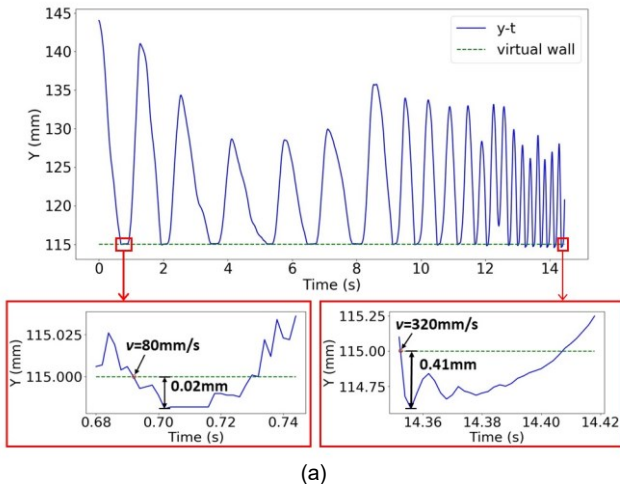 145
140
135
130
125
120
115
Y (mm)
y-t
virtual wall
0 2 4 6 8 10 12 14
Time (s)
115.025
115.000
Y (mm)
v=80mm/s
0.02mm
0.68 0.70 0.72 0.74
Time (s)
115.25
115.00
114.75
Y (mm)
v=320mm/s
0.41mm
14.36 14.38 14.40 14.42
Time (s)
(a)